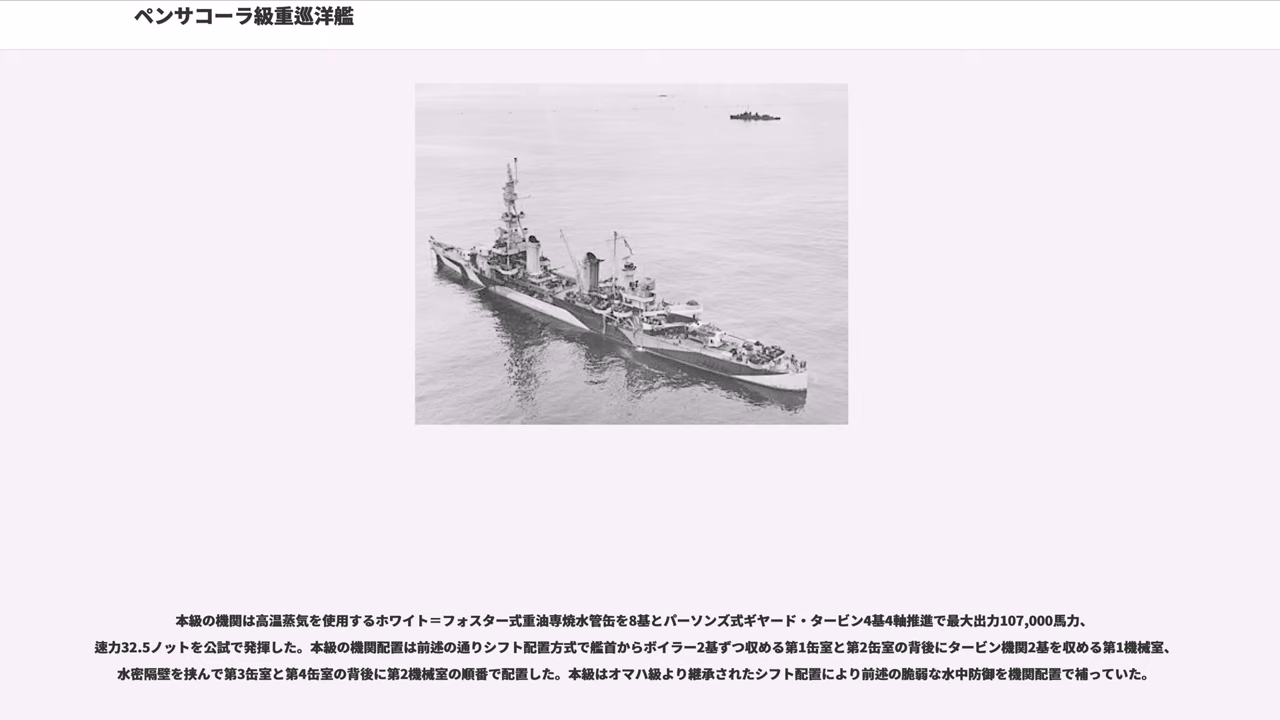 ペンサコーラ級重巡洋艦
本級の機関は高温蒸気を使用するホワイト＝フォスター式重油専焼水管缶を8基とパーソンズ式ギヤード・タービン4基4軸推進で最大出力107,000馬力、
速力32.5ノットを公試で発揮した。本級の機関配置は前述の通りシフト配置方式で艦首からボイラー2基ずつ収める第1缶室と第2缶室の背後にタービン機関2基を収める第1機械室、
水密隔壁を挟んで第3缶室と第4缶室の背後に第2機械室の順番で配置した。本級はオマハ級より継承されたシフト配置により前述の脆弱な水中防御を機関配置で補っていた。